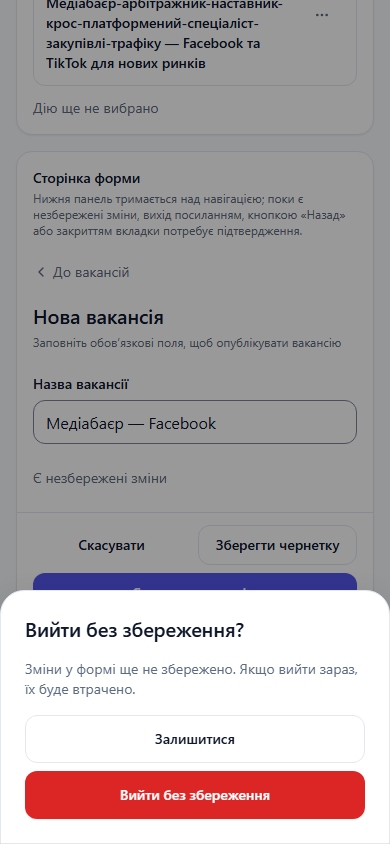 Медіабаєр-арбітражник-наставник-
крос-платформений-спеціаліст-
закупівлі-трафіку — Facebook та
TikTok для нових ринків
Дію ще не вибрано
Сторінка форми
Нижня панель тримається над навігацією; поки є
незбережені зміни, вихід посиланням, кнопкою «Назад»
або закриттям вкладки потребує підтвердження.
До вакансій
Нова вакансія
Заповніть обов'язкові поля, щоб опублікувати вакансію
Назва вакансії
Медіабаєр — Facebook
Є незбережені зміни
Скасувати
Зберегти чернетку
Вийти без збереження?
Зміни у формі ще не збережено. Якщо вийти зараз,
їх буде втрачено.
Залишитися
Вийти без збереження